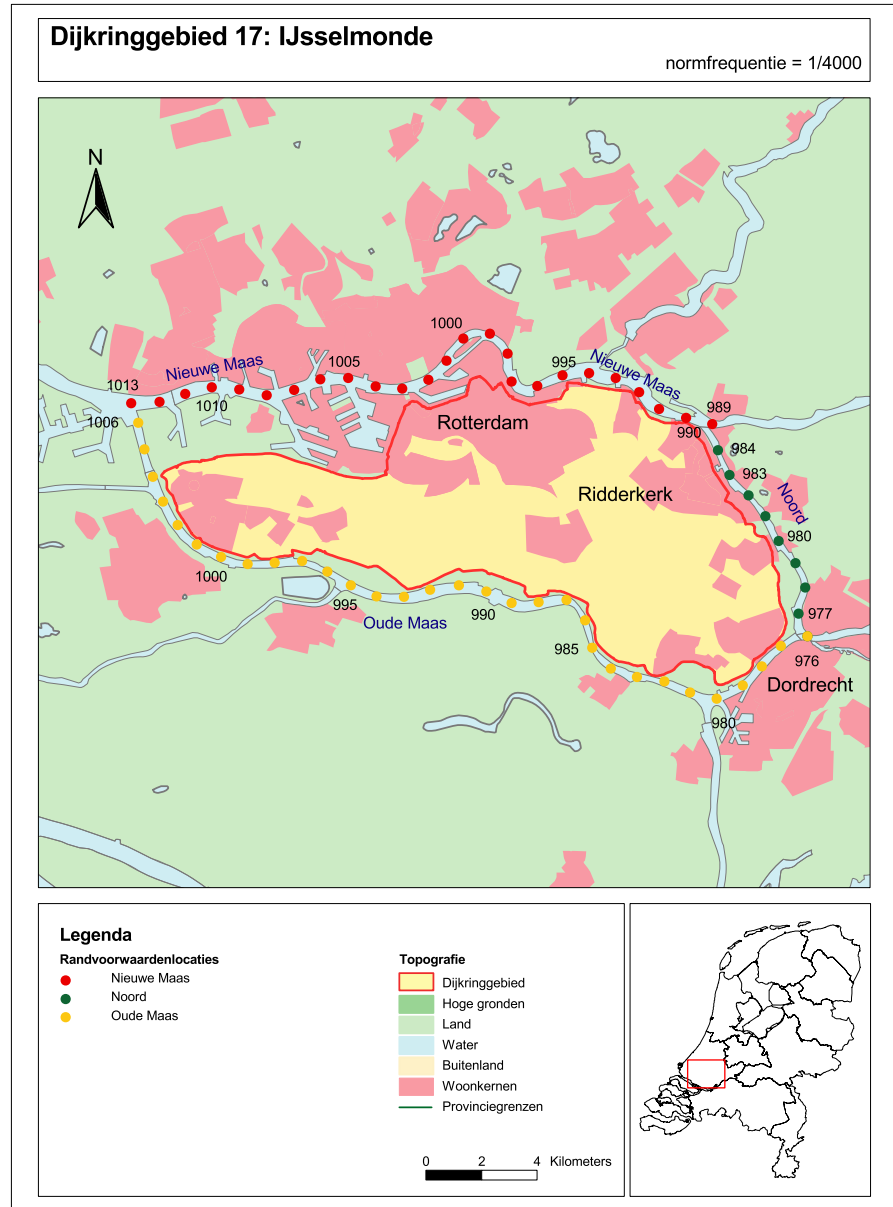 Dijkringgebied 17: IJsselmonde
normfrequentie = 1/4000
N
1000
Nieuwe Maas
1005
995
Nieuwe Maas
1013
1010
1006
Rotterdam
989
990
984
983
Ridderkerk
Noord
980
1000
995
990
977
Oude Maas
985
976
Dordrecht
980
Legenda
Randvoorwaardenlocaties
Nieuwe Maas
Noord
Oude Maas
Topografie
Dijkringgebied
Hoge gronden
Land
Water
Buitenland
Woonkernen
Provinciegrenzen
0 2 4 Kilometers